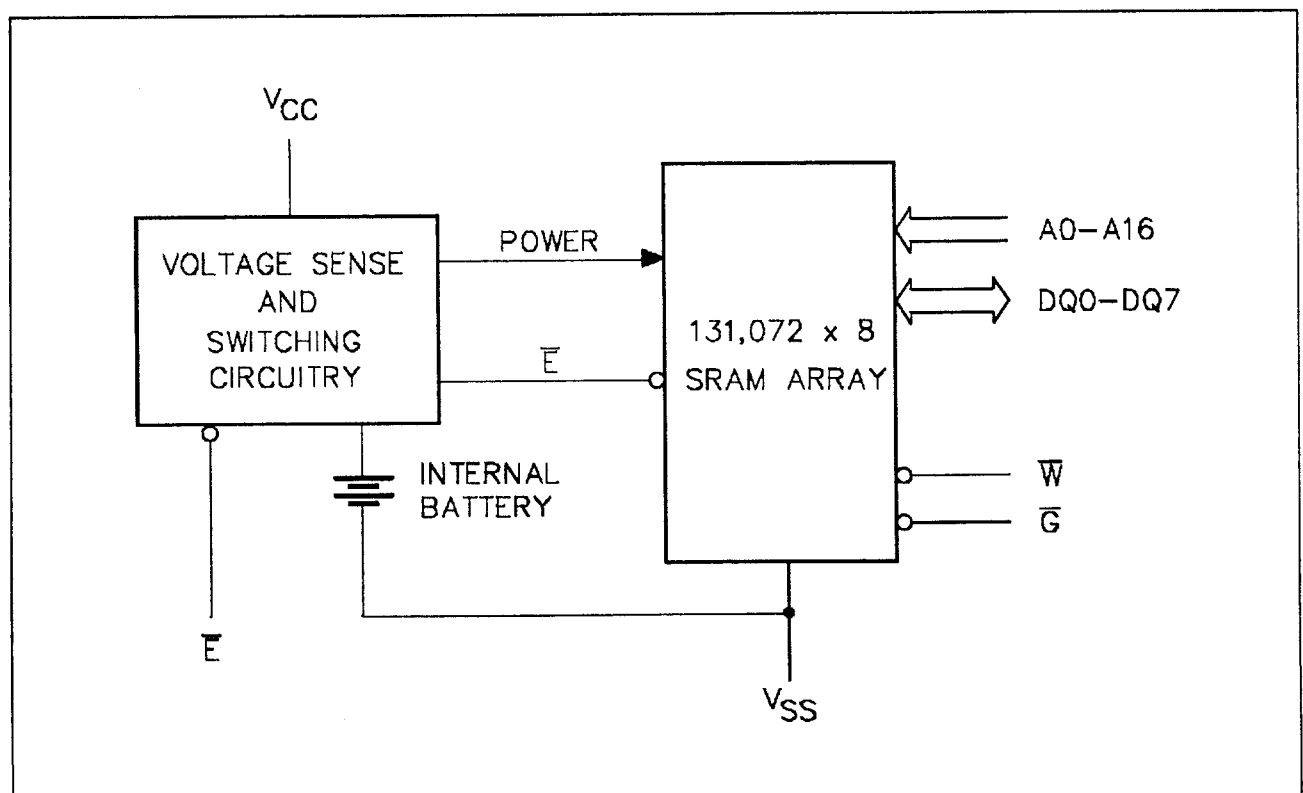 VCC
VOLTAGE SENSE
AND
SWITCHING
CIRCUITRY
POWER
E̅
INTERNAL
BATTERY
E̅
131,072 x 8
SRAM ARRAY
A0-A16
DQ0-DQ7
W̅
G̅
VSS